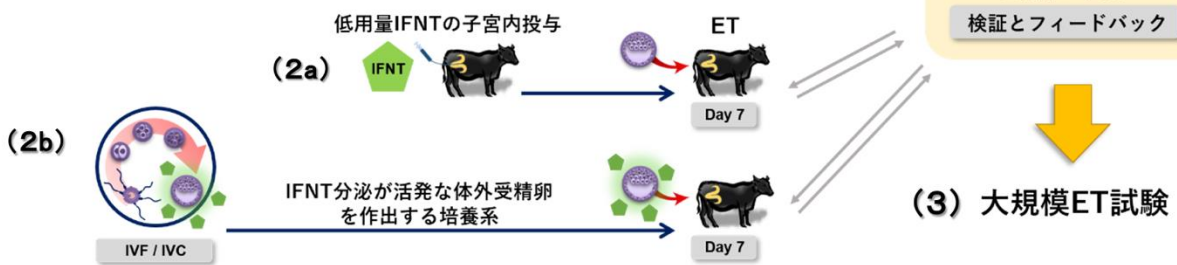 低用量IFNTの子宮内投与
ET
検証とフィードバック
(2a)
IFNT
Day 7
(2b)
IFNT分泌が活発な体外受精卵
を作出する培養系
(3) 大規模ET試験
IVF / IVC
Day 7